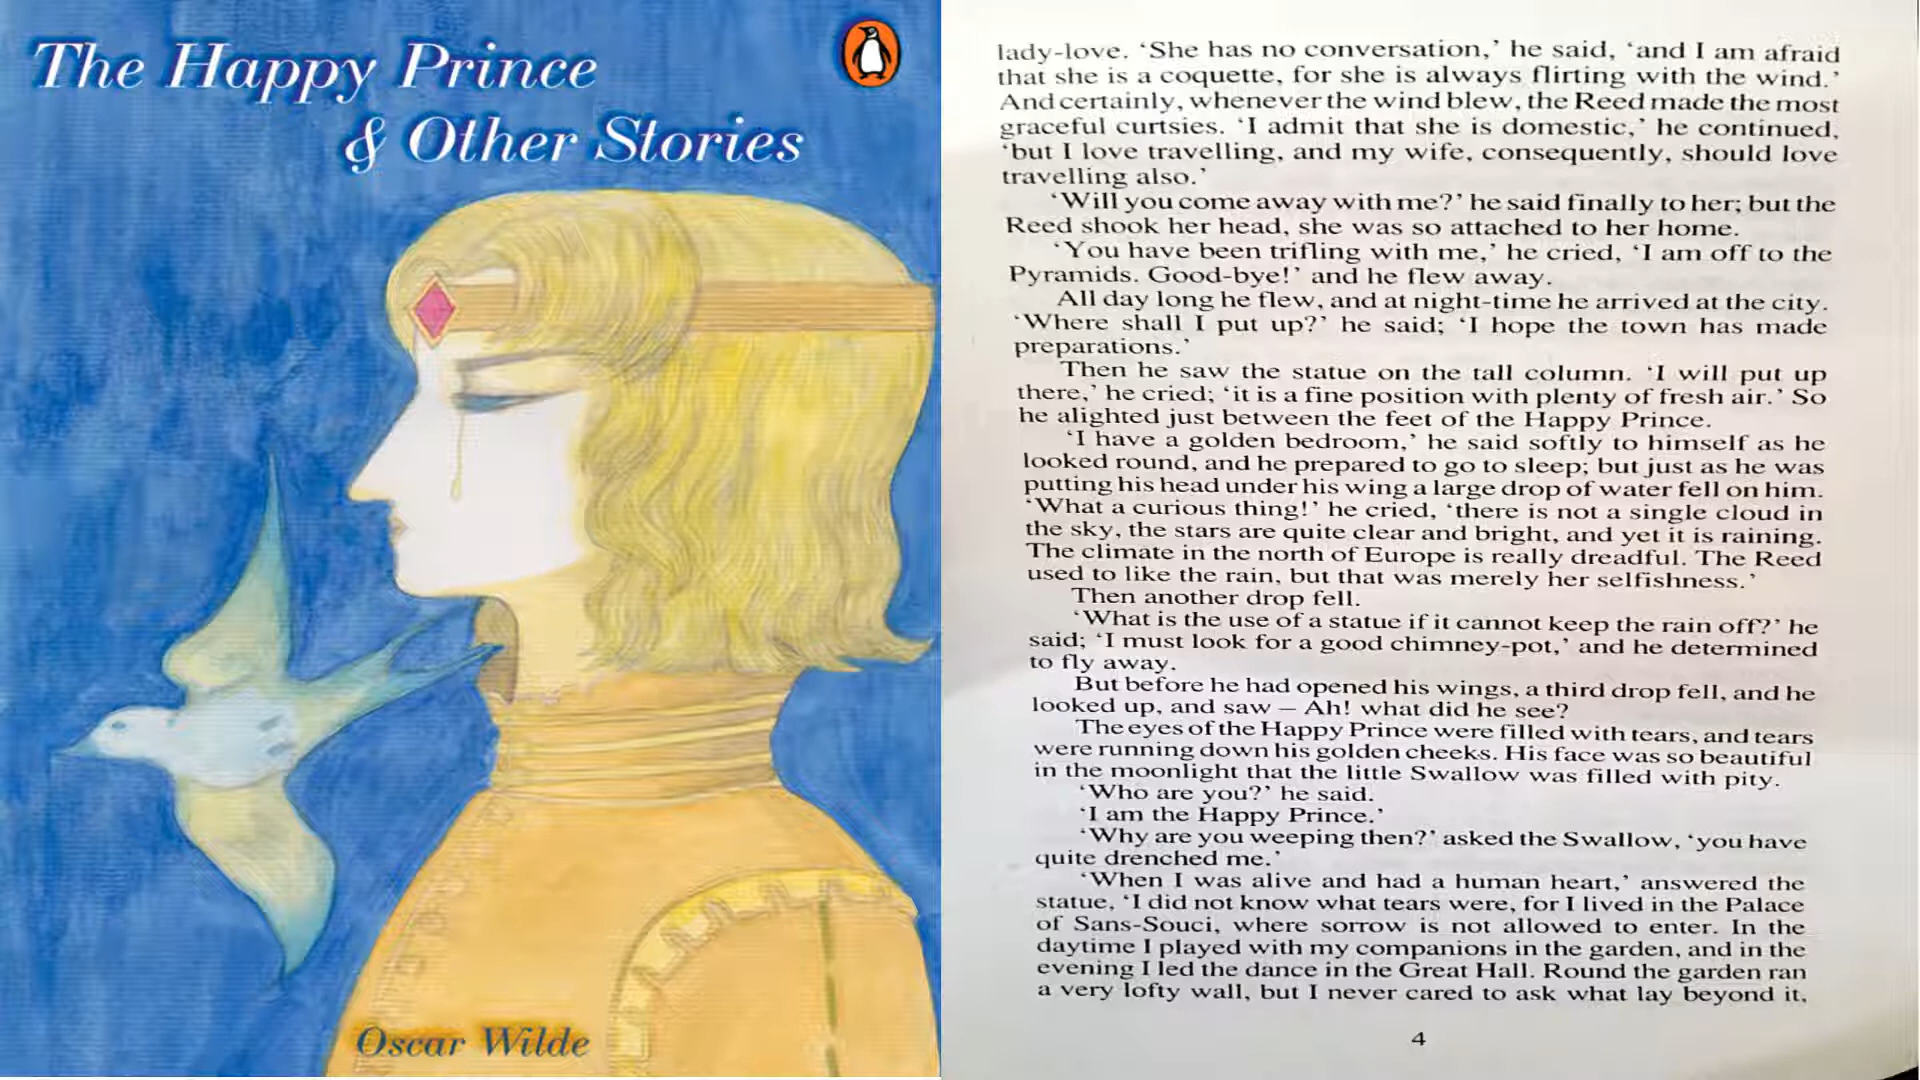 The Happy Prince
& Other Stories
Oscar Wilde
lady-love. ‘She has no conversation,’ he said, ‘and I am afraid
that she is a coquette, for she is always flirting with the wind.’
And certainly, whenever the wind blew, the Reed made the most
graceful curtsies. ‘I admit that she is domestic,’ he continued,
‘but I love travelling, and my wife, consequently, should love
travelling also.’
‘Will you come away with me?’ he said finally to her; but the
Reed shook her head, she was so attached to her home.
‘You have been trifling with me,’ he cried, ‘I am off to the
Pyramids. Good-bye!’ and he flew away.
All day long he flew, and at night-time he arrived at the city.
‘Where shall I put up?’ he said; ‘I hope the town has made
preparations.’
Then he saw the statue on the tall column. ‘I will put up
there,’ he cried; ‘it is a fine position with plenty of fresh air.’ So
he alighted just between the feet of the Happy Prince.
‘I have a golden bedroom,’ he said softly to himself as he
looked round, and he prepared to go to sleep; but just as he was
putting his head under his wing a large drop of water fell on him.
‘What a curious thing!’ he cried, ‘there is not a single cloud in
the sky, the stars are quite clear and bright, and yet it is raining.
The climate in the north of Europe is really dreadful. The Reed
used to like the rain, but that was merely her selfishness.’
Then another drop fell.
‘What is the use of a statue if it cannot keep the rain off?’ he
said; ‘I must look for a good chimney-pot,’ and he determined
to fly away.
But before he had opened his wings, a third drop fell, and he
looked up, and saw – Ah! what did he see?
The eyes of the Happy Prince were filled with tears, and tears
were running down his golden cheeks. His face was so beautiful
in the moonlight that the little Swallow was filled with pity.
‘Who are you?’ he said.
‘I am the Happy Prince.’
‘Why are you weeping then?’ asked the Swallow, ‘you have
quite drenched me.’
‘When I was alive and had a human heart,’ answered the
statue, ‘I did not know what tears were, for I lived in the Palace
of Sans-Souci, where sorrow is not allowed to enter. In the
daytime I played with my companions in the garden, and in the
evening I led the dance in the Great Hall. Round the garden ran
a very lofty wall, but I never cared to ask what lay beyond it,
4